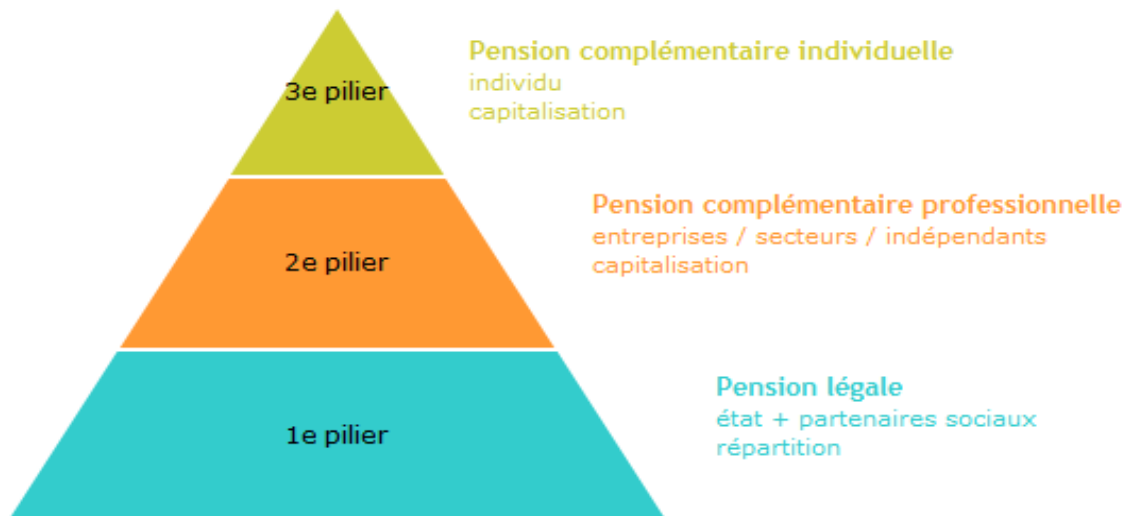 3e pilier
Pension complémentaire individuelle
individu
capitalisation
2e pilier
Pension complémentaire professionnelle
entreprises / secteurs / indépendants
capitalisation
1e pilier
Pension légale
état + partenaires sociaux
répartition